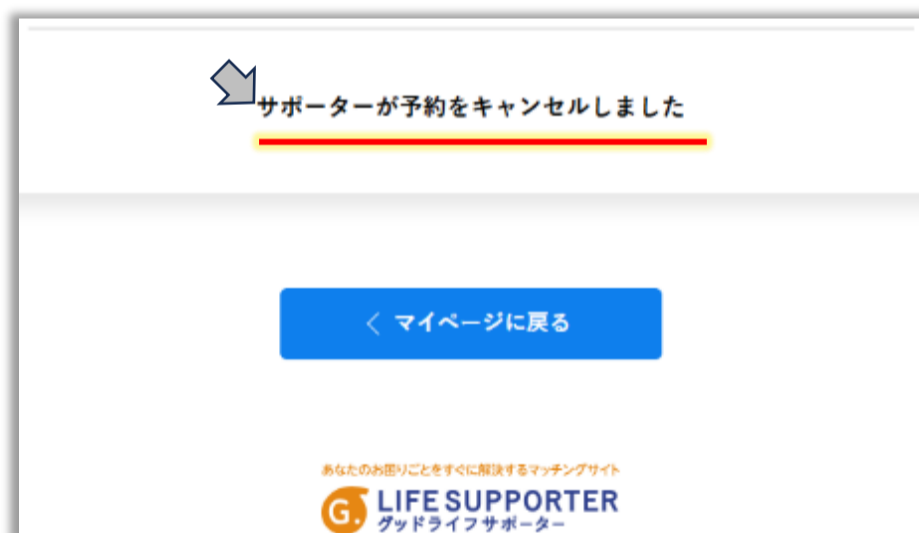 サポーターが予約をキャンセルしました
マイページに戻る
あなたのお困りごとをすぐに解決するマッチングサイト
G. LIFE SUPPORTER
グッドライフサポーター